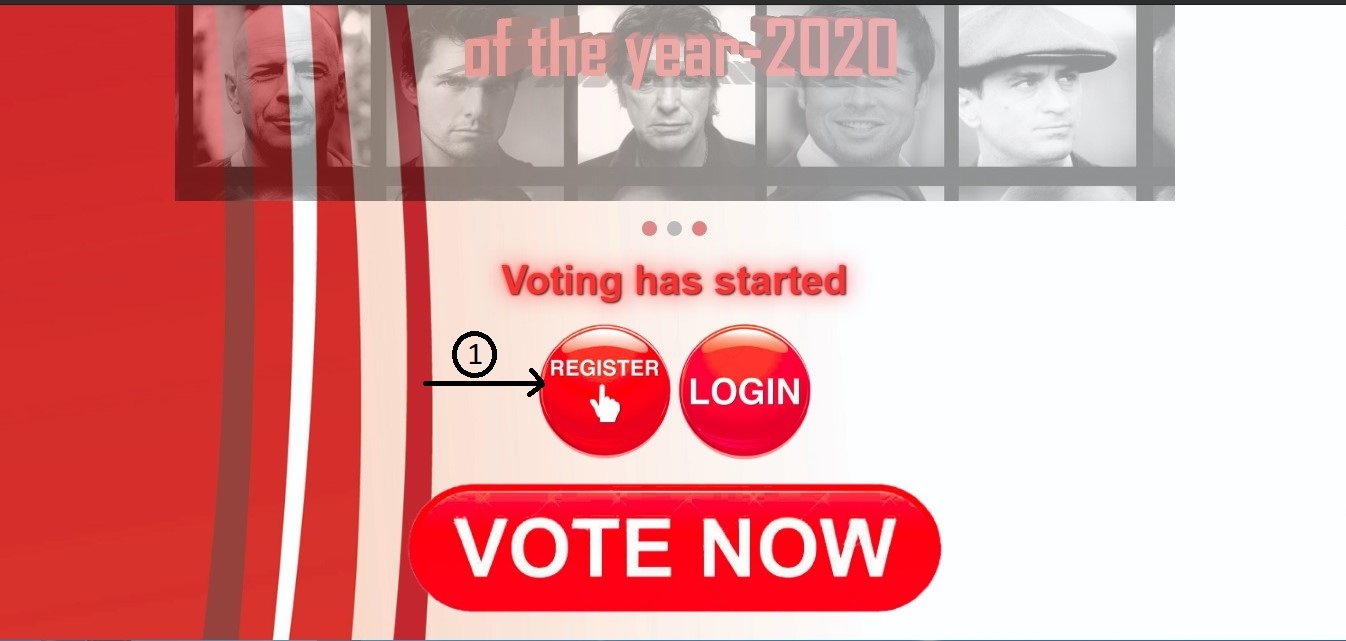 of the year-2020
Voting has started
1
REGISTER
LOGIN
VOTE NOW